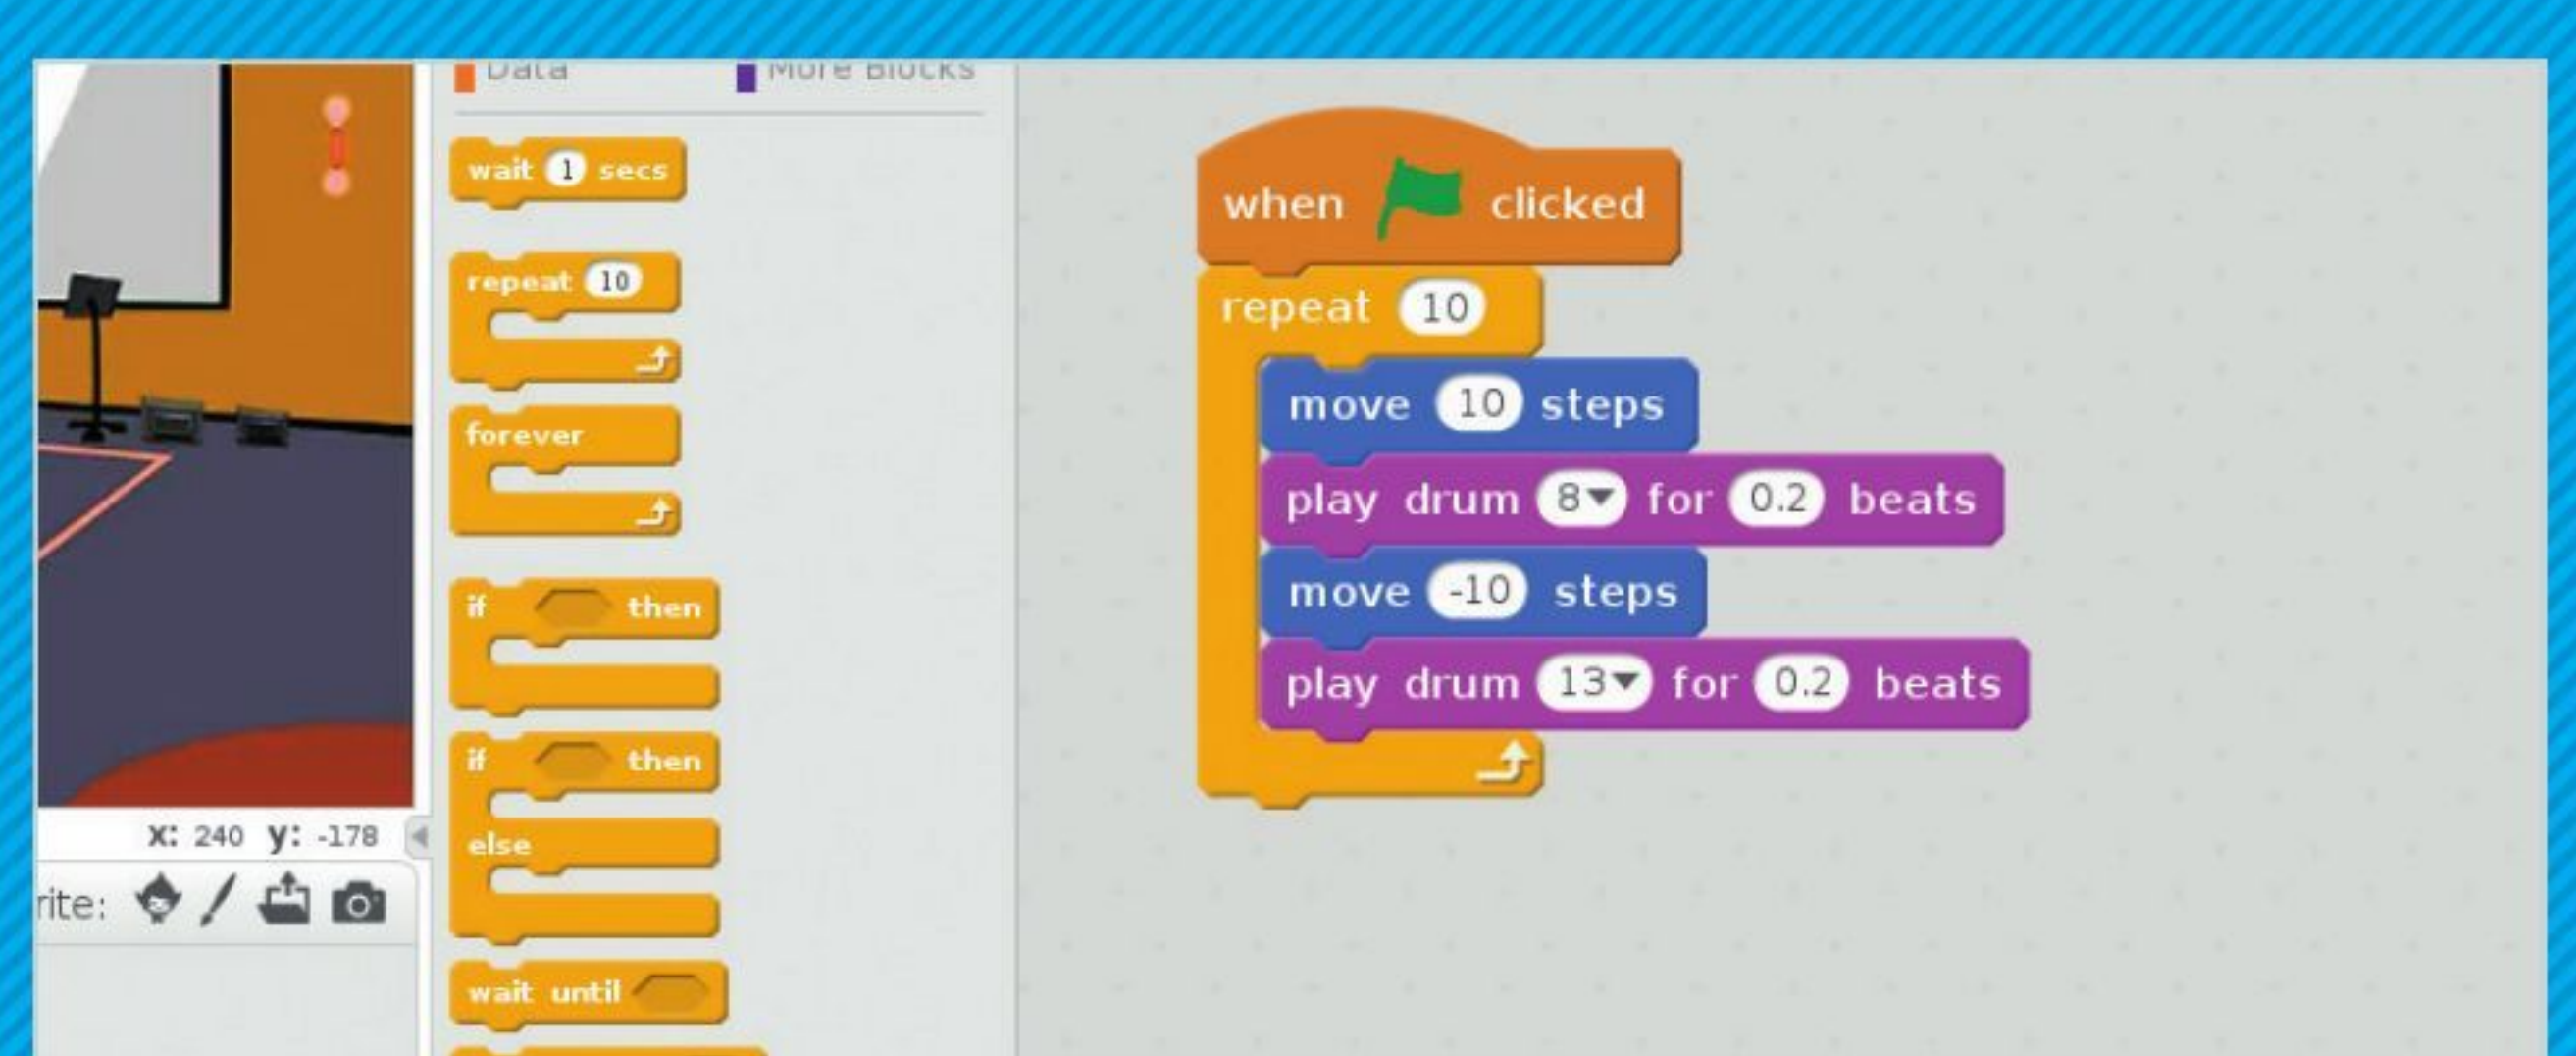 Data More Blocks
wait 1 secs
repeat 10
forever
if then
if then
else
wait until
x: 240 y: -178
rite:
when clicked
repeat 10
move 10 steps
play drum 8 for 0.2 beats
move -10 steps
play drum 13 for 0.2 beats